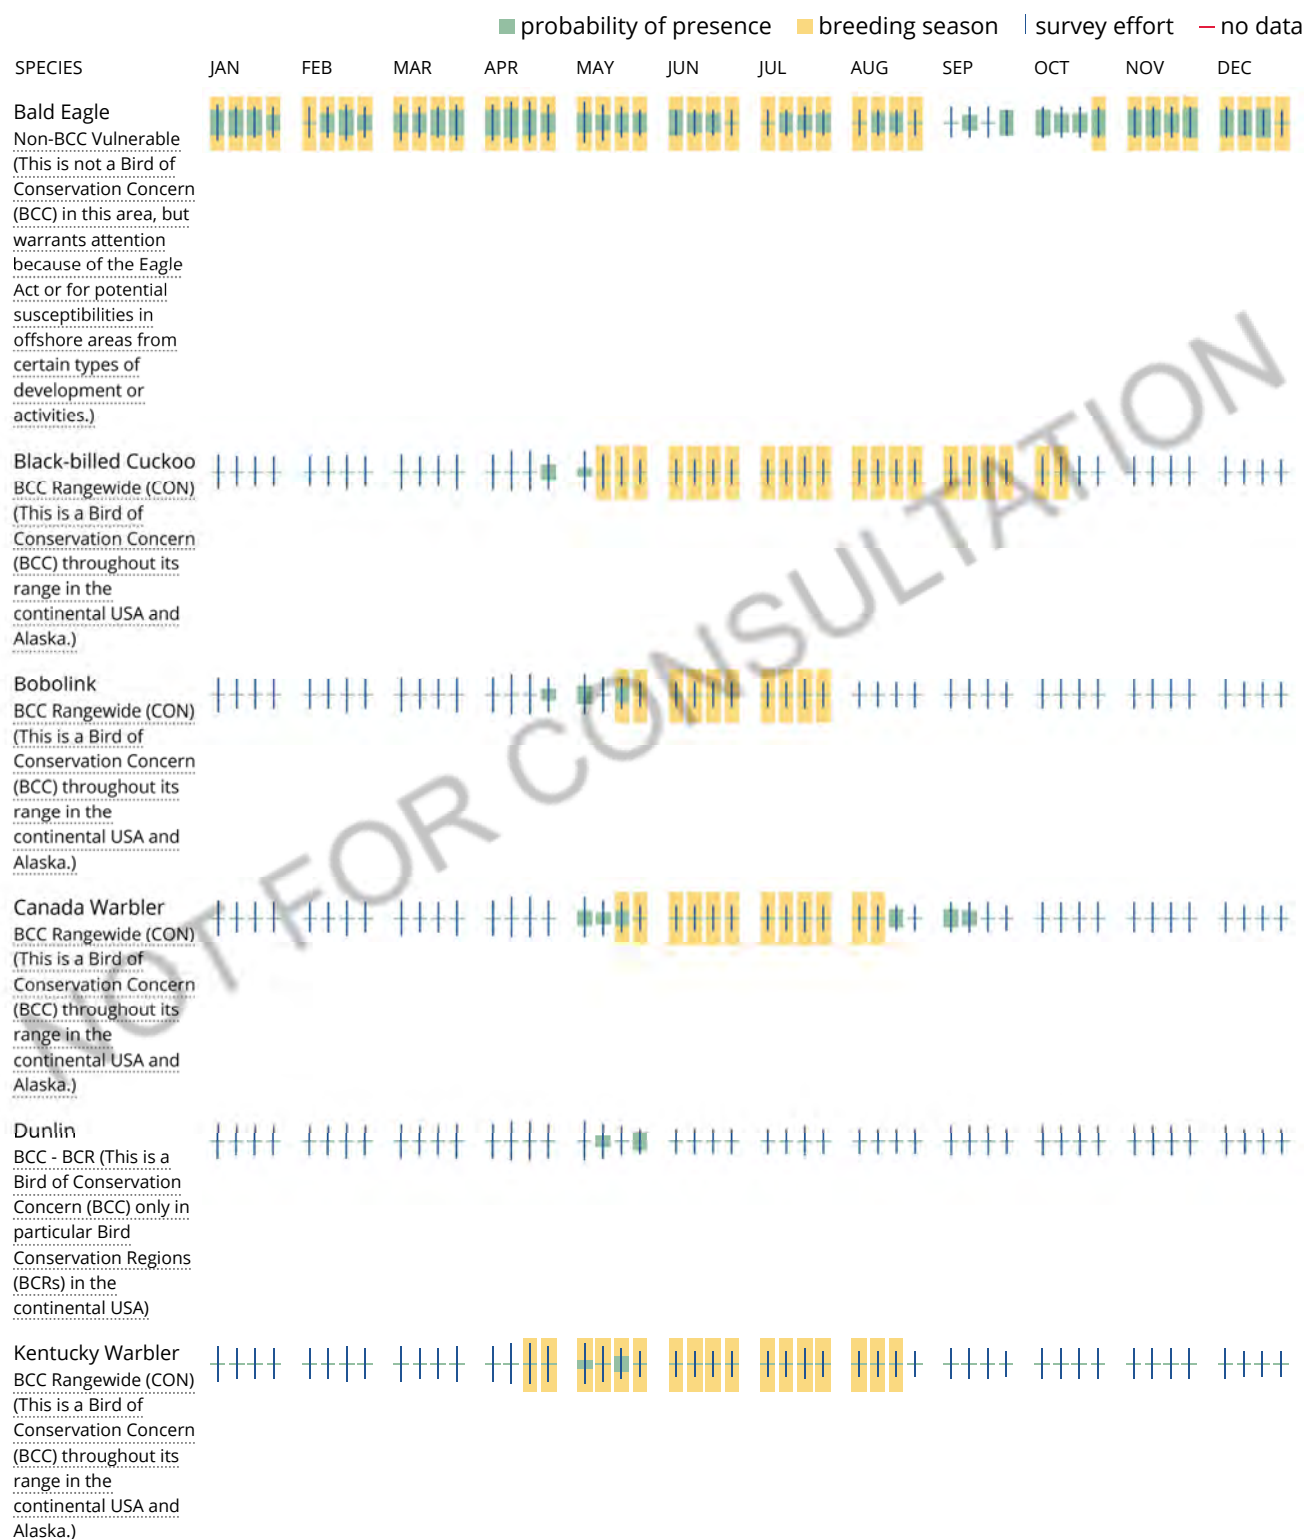 probability of presence breeding season survey effort no data
SPECIES JAN FEB MAR APR MAY JUN JUL AUG SEP OCT NOV DEC
Bald Eagle
Non-BCC Vulnerable
(This is not a Bird of
Conservation Concern
(BCC) in this area, but
warrants attention
because of the Eagle
Act or for potential
susceptibilities in
offshore areas from
certain types of
development or
activities.)
Black-billed Cuckoo
BCC Rangewide (CON)
(This is a Bird of
Conservation Concern
(BCC) throughout its
range in the
continental USA and
Alaska.)
Bobolink
BCC Rangewide (CON)
(This is a Bird of
Conservation Concern
(BCC) throughout its
range in the
continental USA and
Alaska.)
Canada Warbler
BCC Rangewide (CON)
(This is a Bird of
Conservation Concern
(BCC) throughout its
range in the
continental USA and
Alaska.)
Dunlin
BCC - BCR (This is a
Bird of Conservation
Concern (BCC) only in
particular Bird
Conservation Regions
(BCRs) in the
continental USA)
Kentucky Warbler
BCC Rangewide (CON)
(This is a Bird of
Conservation Concern
(BCC) throughout its
range in the
continental USA and
Alaska.)
NOT FOR CONSULTATION